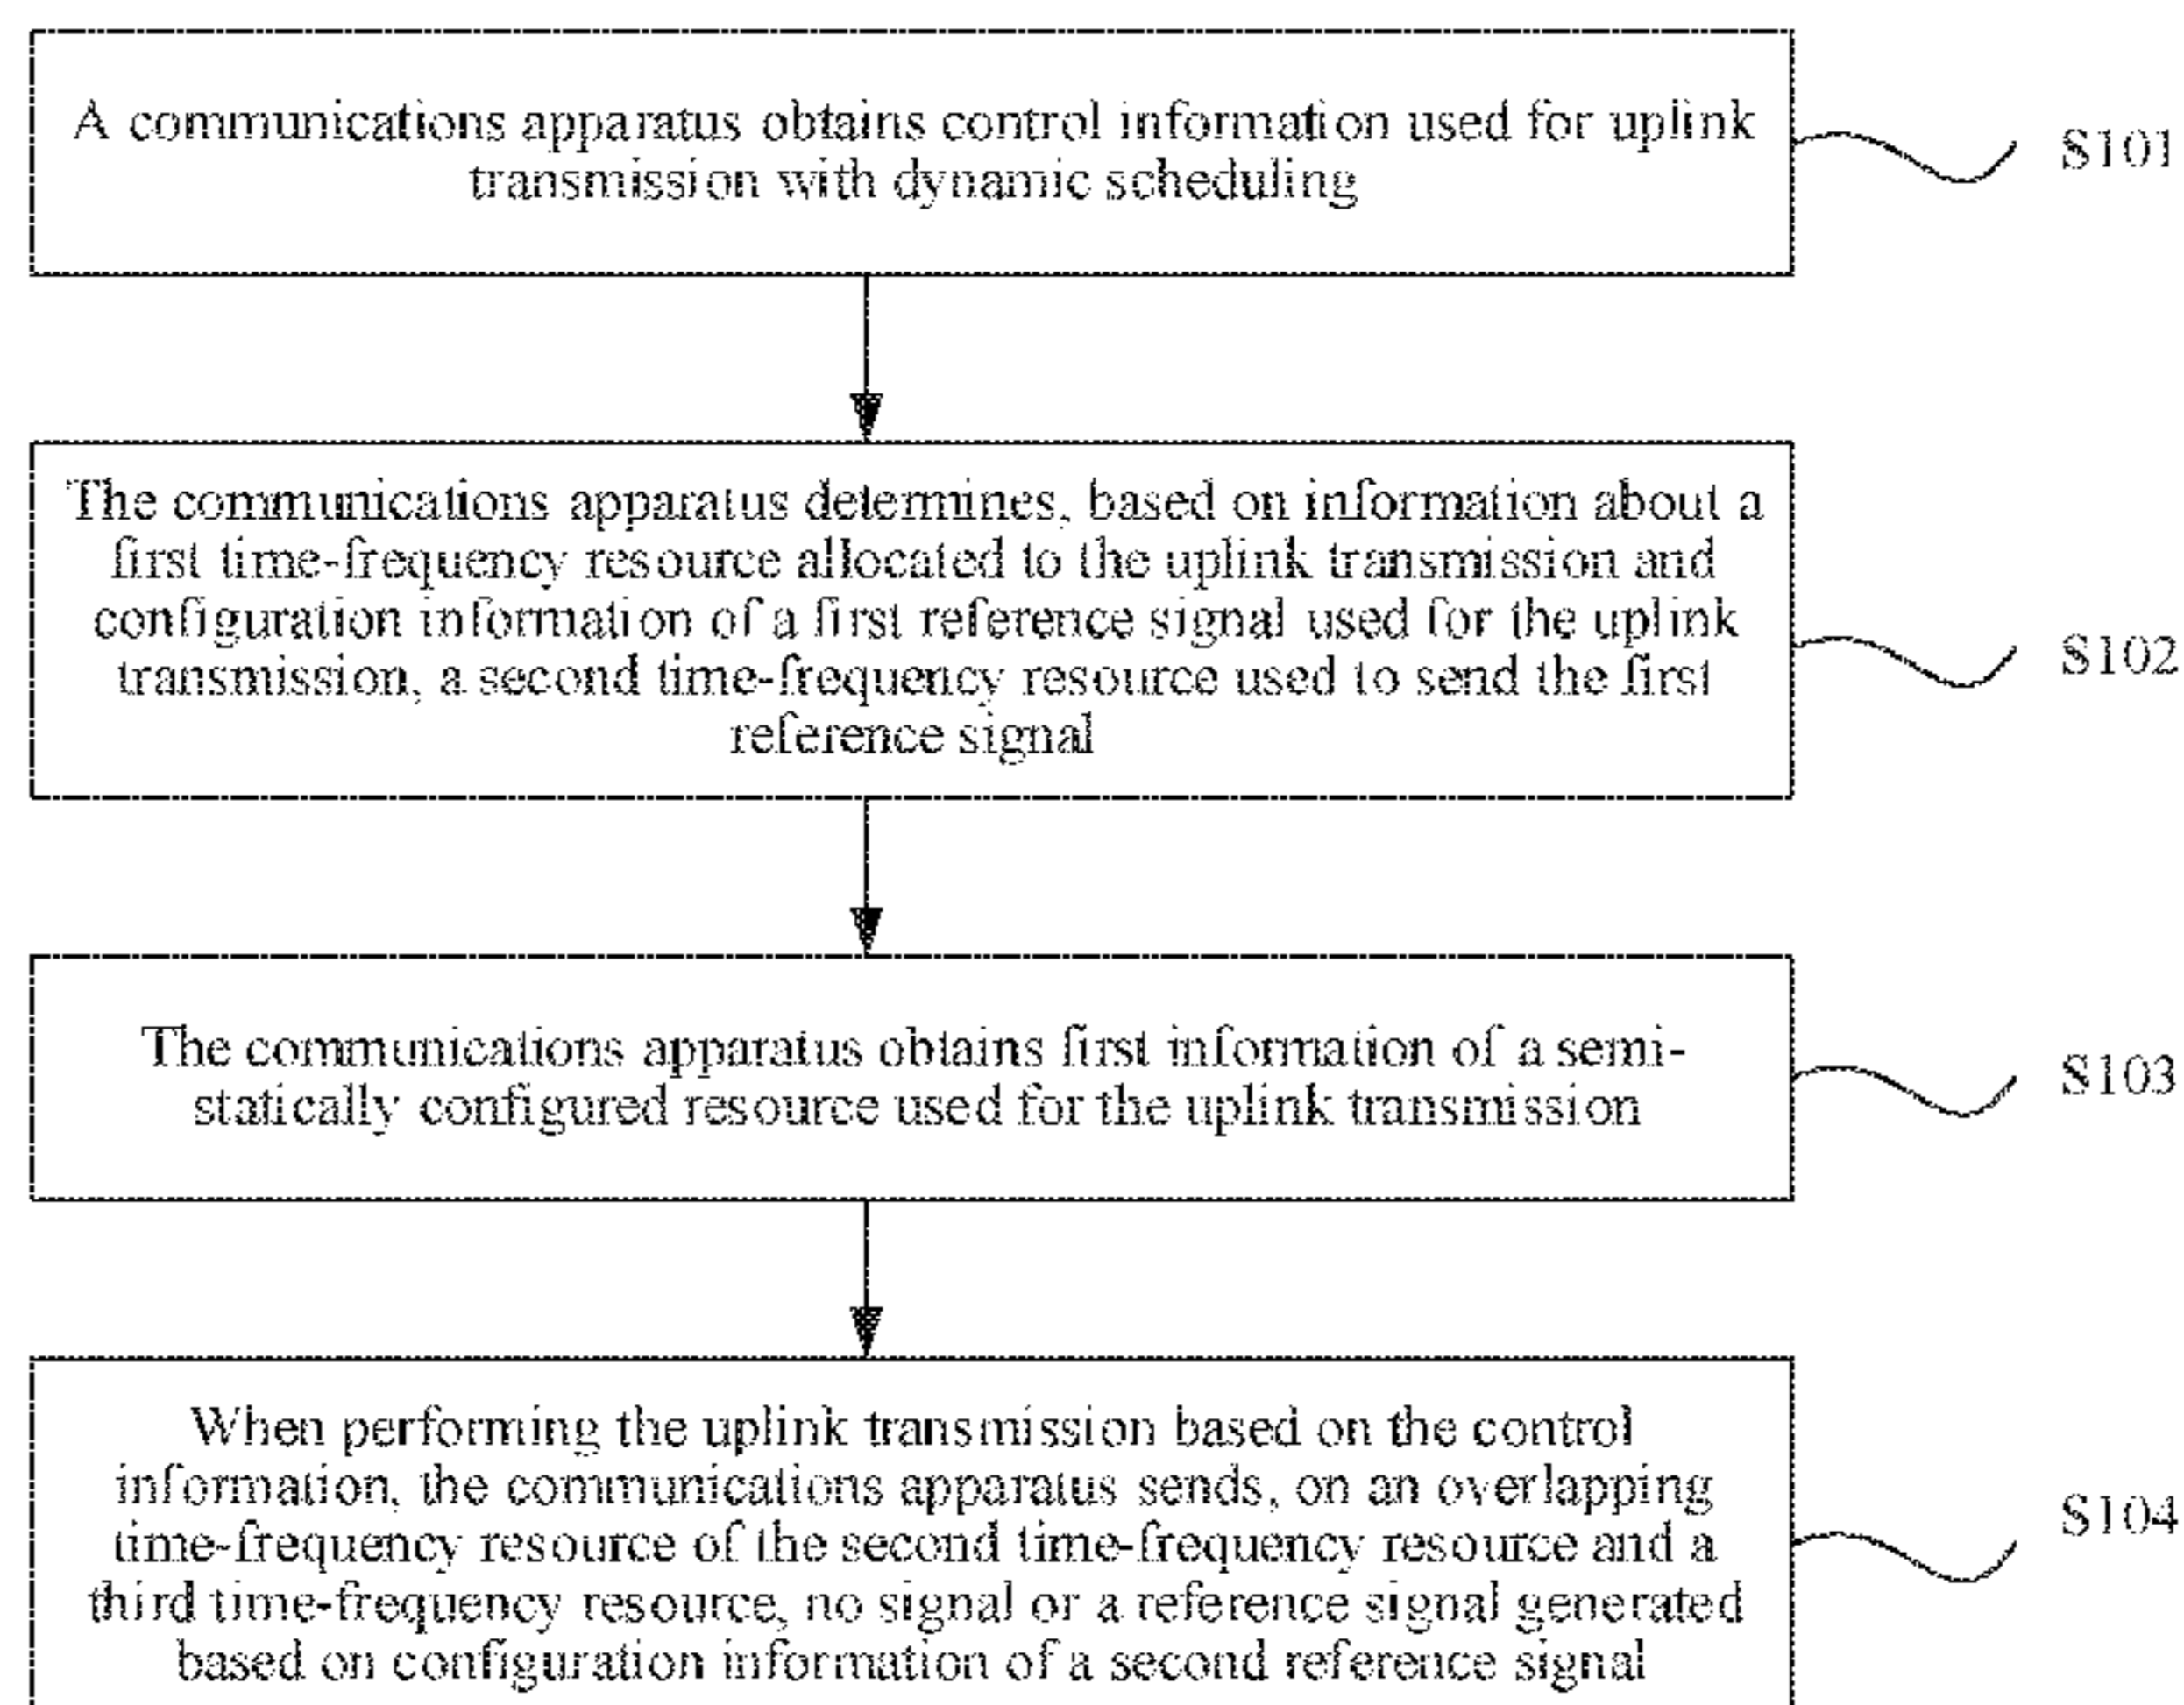 A communications apparatus obtains control information used for uplink
transmission with dynamic scheduling
S101
The communications apparatus determines, based on information about a
first time-frequency resource allocated to the uplink transmission and
configuration information of a first reference signal used for the uplink
transmission, a second time-frequency resource used to send the first
reference signal
S102
The communications apparatus obtains first information of a semi-
statically configured resource used for the uplink transmission
S103
When performing the uplink transmission based on the control
information, the communications apparatus sends, on an overlapping
time-frequency resource of the second time-frequency resource and a
third time-frequency resource, no signal or a reference signal generated
based on configuration information of a second reference signal
S104